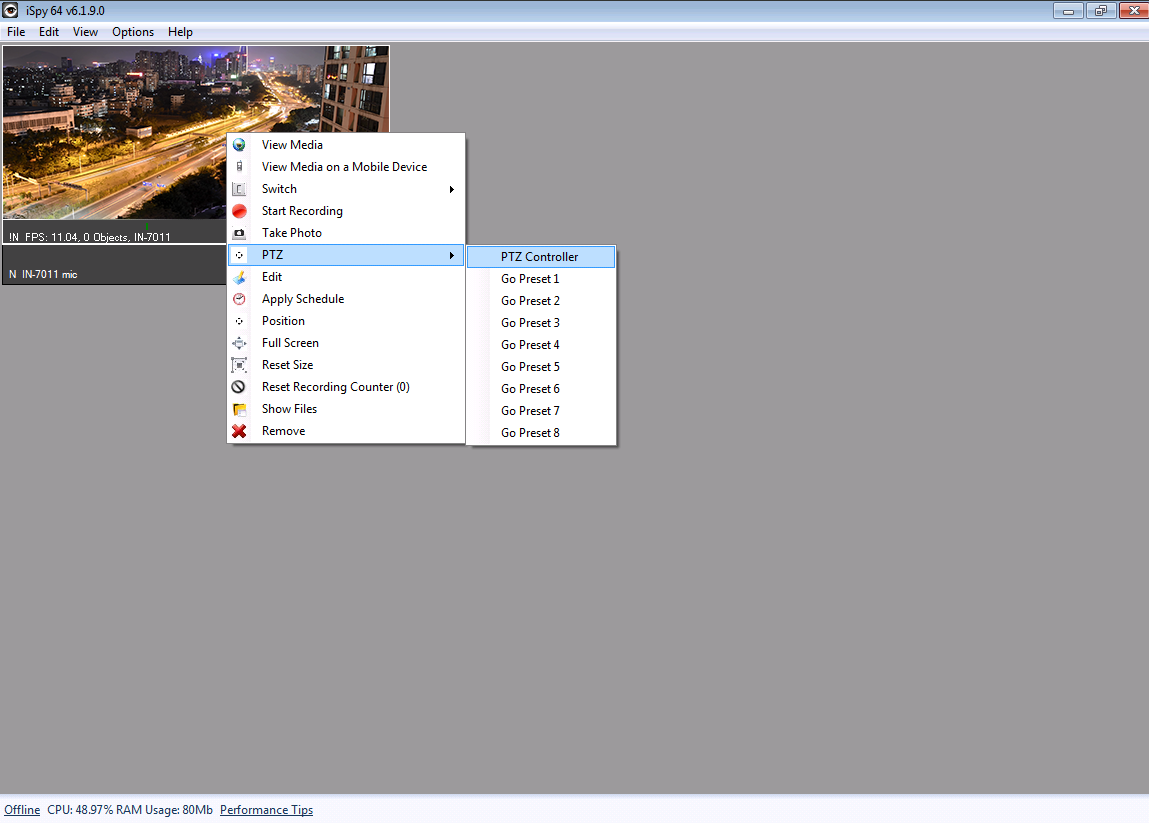 iSpy 64 v6.1.9.0
File Edit View Options Help
!N FPS: 11.04, 0 Objects, IN-7011
N IN-7011 mic
View Media
View Media on a Mobile Device
Switch
Start Recording
Take Photo
PTZ
Edit
Apply Schedule
Position
Full Screen
Reset Size
Reset Recording Counter (0)
Show Files
Remove
PTZ Controller
Go Preset 1
Go Preset 2
Go Preset 3
Go Preset 4
Go Preset 5
Go Preset 6
Go Preset 7
Go Preset 8
Offline CPU: 48.97% RAM Usage: 80Mb Performance Tips